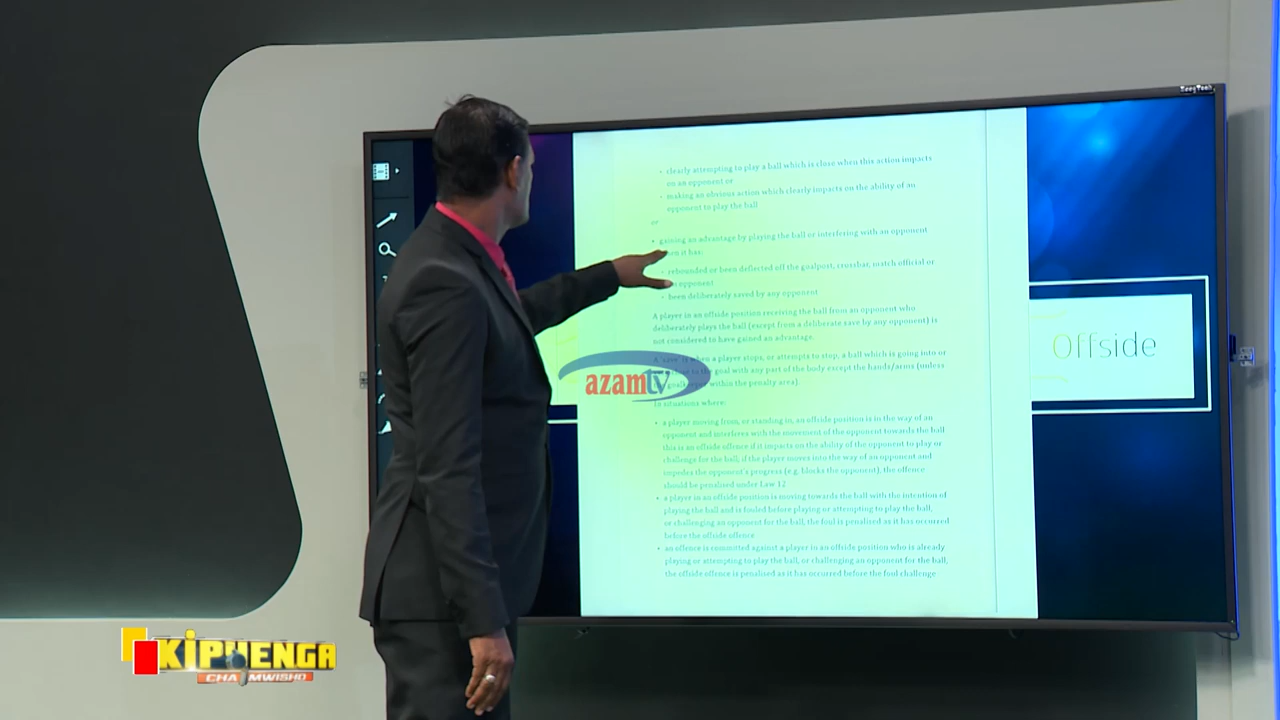 clearly attempting to play a ball which is close when this action impacts
on an opponent or
making an obvious action which clearly impacts on the ability of an
opponent to play the ball
or
gaining an advantage by playing the ball or interfering with an opponent
it has:
rebounded or been deflected off the goalpost, crossbar, match official or
opponent
been deliberately saved by any opponent
A player in an offside position receiving the ball from an opponent who
deliberately plays the ball (except from a deliberate save by any opponent) is
not considered to have gained an advantage.
A 'save' is when a player stops, or attempts to stop, a ball which is going into or
to the goal with any part of the body except the hands/arms (unless
within the penalty area).
In situations where:
a player moving from, or standing in, an offside position is in the way of an
opponent and interferes with the movement of the opponent towards the ball
this is an offside offence if it impacts on the ability of the opponent to play or
challenge for the ball; if the player moves into the way of an opponent and
impedes the opponent's progress (e.g. blocks the opponent), the offence
should be penalised under Law 12
a player in an offside position is moving towards the ball with the intention of
playing the ball and is fouled before playing or attempting to play the ball,
or challenging an opponent for the ball, the foul is penalised as it has occurred
before the offside offence
an offence is committed against a player in an offside position who is already
playing or attempting to play the ball, or challenging an opponent for the ball,
the offside offence is penalised as it has occurred before the foul challenge
Offside
azamtv
KIPYENGA
CHA MWISHO